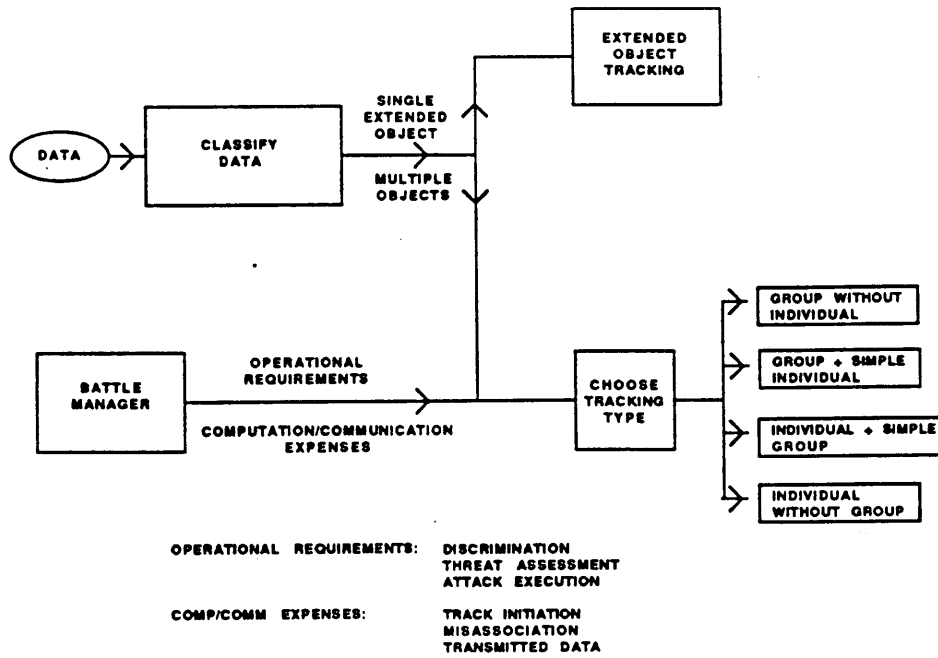 EXTENDED
OBJECT
TRACKING
SINGLE
EXTENDED
OBJECT
DATA
CLASSIFY
DATA
MULTIPLE
OBJECTS
BATTLE
MANAGER
OPERATIONAL
REQUIREMENTS
COMPUTATION/COMMUNICATION
EXPENSES
CHOOSE
TRACKING
TYPE
GROUP WITHOUT
INDIVIDUAL
GROUP + SIMPLE
INDIVIDUAL
INDIVIDUAL + SIMPLE
GROUP
INDIVIDUAL
WITHOUT GROUP
OPERATIONAL REQUIREMENTS: DISCRIMINATION
THREAT ASSESSMENT
ATTACK EXECUTION
COMP/COMM EXPENSES: TRACK INITIATION
MISASSOCIATION
TRANSMITTED DATA